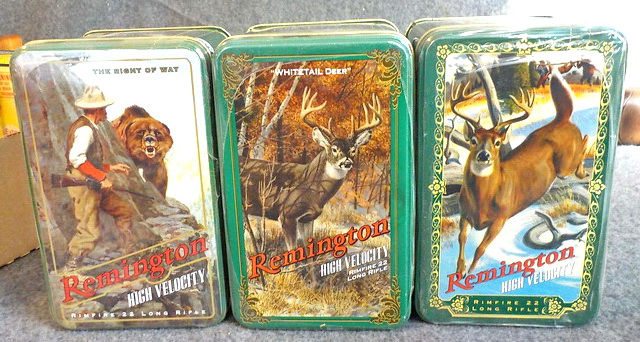 THE RIGHT OF WAY
Remington
HIGH VELOCITY
RIMFIRE 22 LONG RIFLE
"WHITETAIL DEER"
Remington
HIGH VELOCITY
RIMFIRE 22
LONG RIFLE
Remington
HIGH VELOCITY
RIMFIRE 22
LONG RIFLE